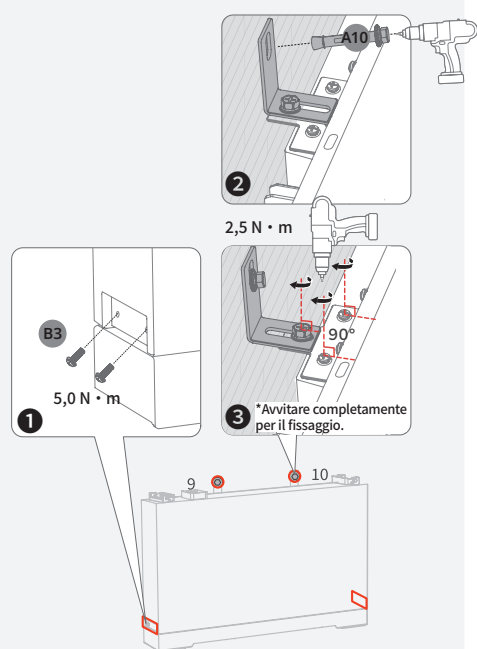 A10
2
2,5 N • m
B3
5,0 N • m
1
90°
3
*Avvitare completamente
per il fissaggio.
9
10